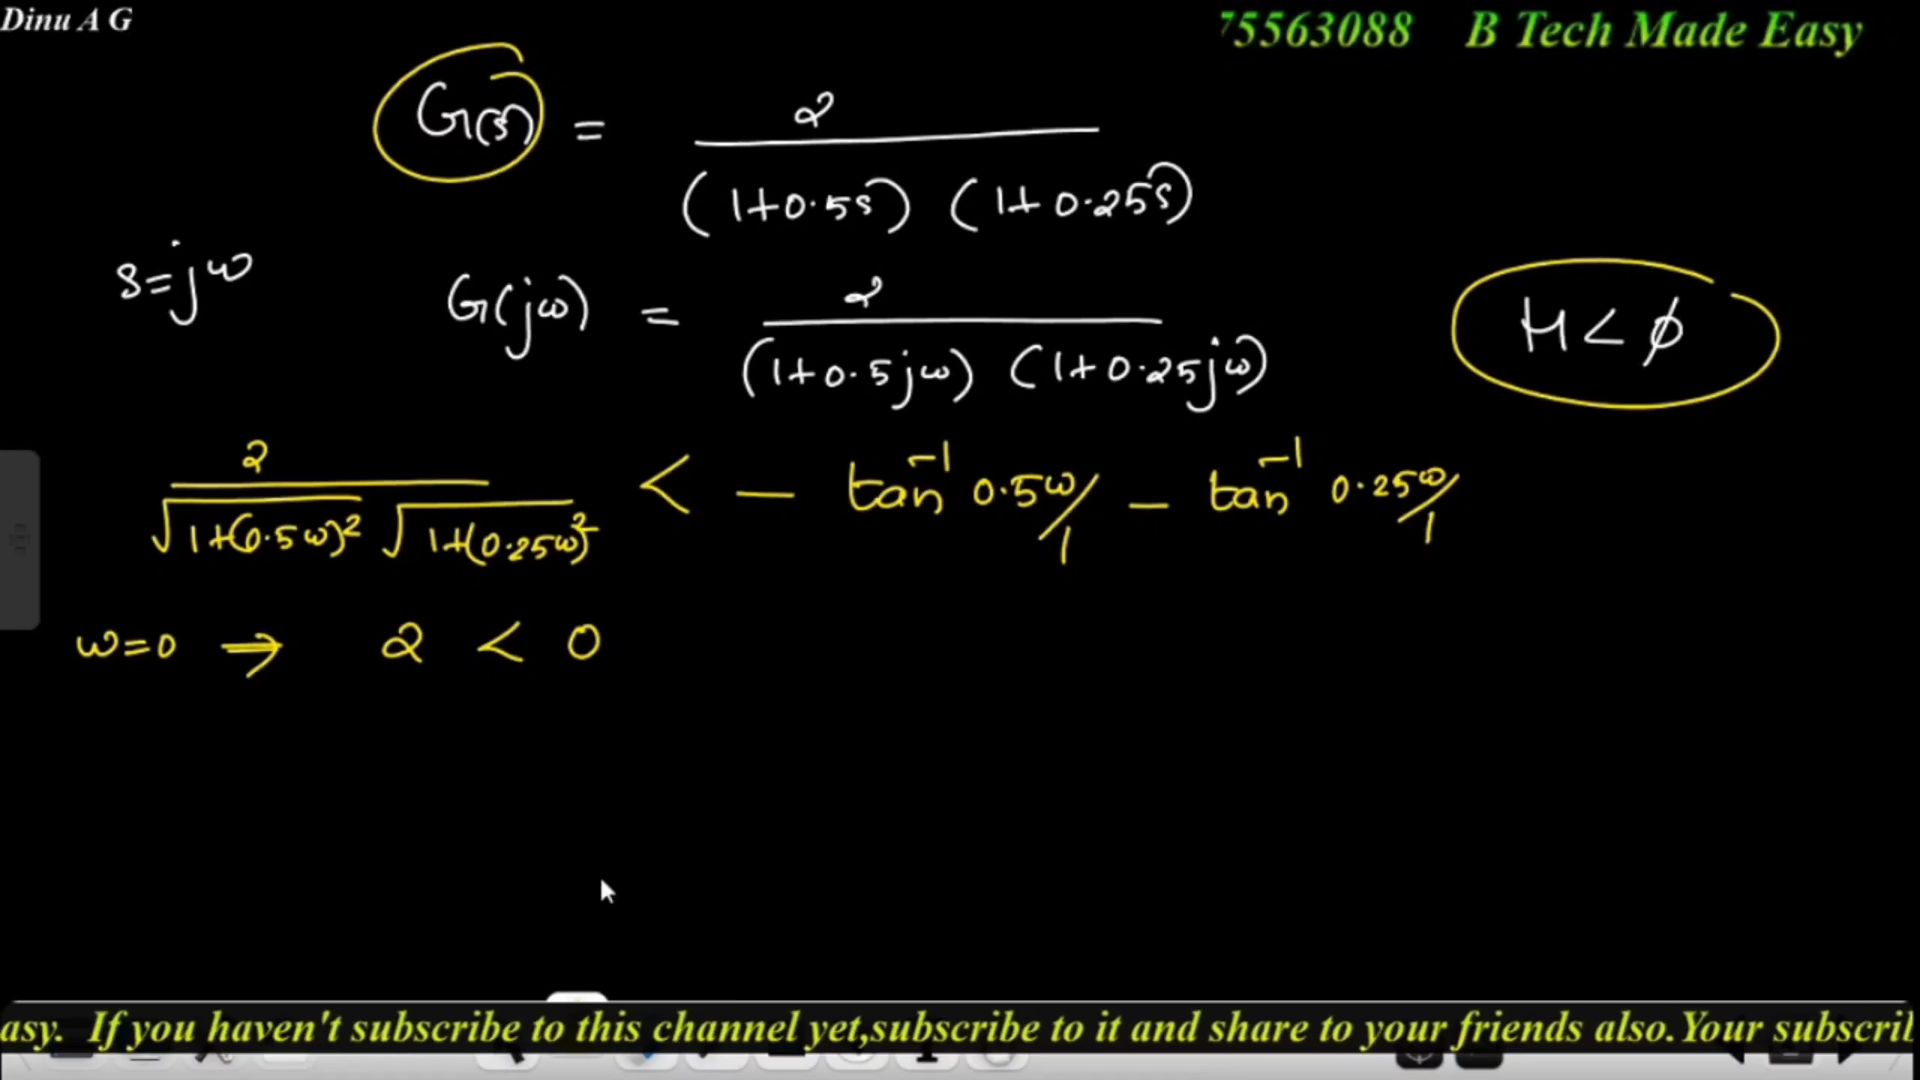 Dinu A G
75563088 B Tech Made Easy
G(s) = 2 / (1+0.5s) (1+0.25s)
s=jω
G(jω) = 2 / (1+0.5jω) (1+0.25jω)
M < ϕ
2 / √1+(0.5ω)² √1+(0.25ω)² < - tan⁻¹ 0.5ω/1 - tan⁻¹ 0.25ω/1
ω=0 ⇒ 2 < 0
asy. If you haven't subscribe to this channel yet,subscribe to it and share to your friends also.Your subscri